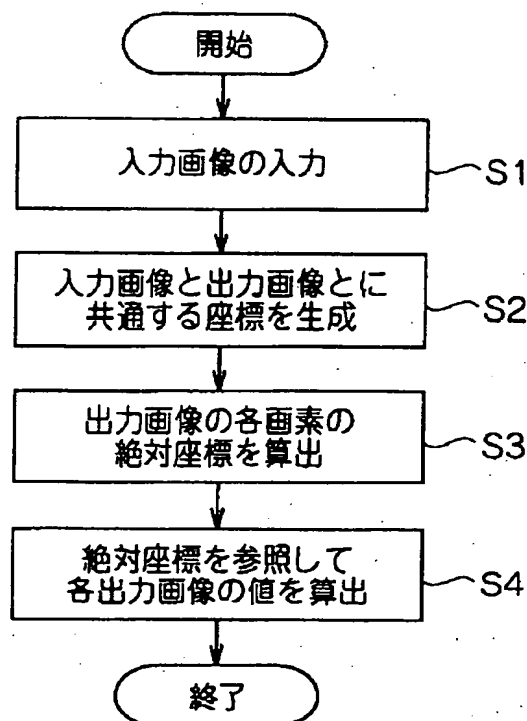 開始
入力画像の入力
S1
入力画像と出力画像とに
共通する座標を生成
S2
出力画像の各画素の
絶対座標を算出
S3
絶対座標を参照して
各出力画像の値を算出
S4
終了